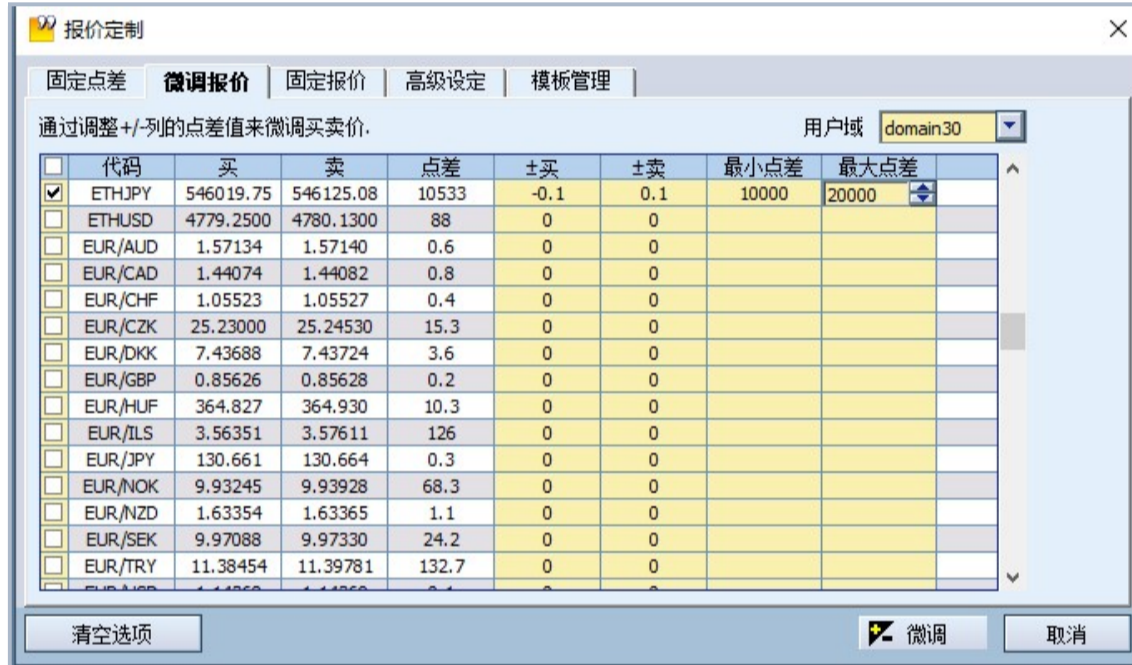 报价定制
固定点差 微调报价 固定报价 高级设定 模板管理
通过调整+/-列的点差值来微调买卖价. 用户域 domain30
代码 买 卖 点差 ±买 ±卖 最小点差 最大点差
ETHJPY 546019.75 546125.08 10533 -0.1 0.1 10000 20000
ETHUSD 4779.2500 4780.1300 88 0 0
EUR/AUD 1.57134 1.57140 0.6 0 0
EUR/CAD 1.44074 1.44082 0.8 0 0
EUR/CHF 1.05523 1.05527 0.4 0 0
EUR/CZK 25.23000 25.24530 15.3 0 0
EUR/DKK 7.43688 7.43724 3.6 0 0
EUR/GBP 0.85626 0.85628 0.2 0 0
EUR/HUF 364.827 364.930 10.3 0 0
EUR/ILS 3.56351 3.57611 126 0 0
EUR/JPY 130.661 130.664 0.3 0 0
EUR/NOK 9.93245 9.93928 68.3 0 0
EUR/NZD 1.63354 1.63365 1.1 0 0
EUR/SEK 9.97088 9.97330 24.2 0 0
EUR/TRY 11.38454 11.39781 132.7 0 0
清空选项 微调 取消